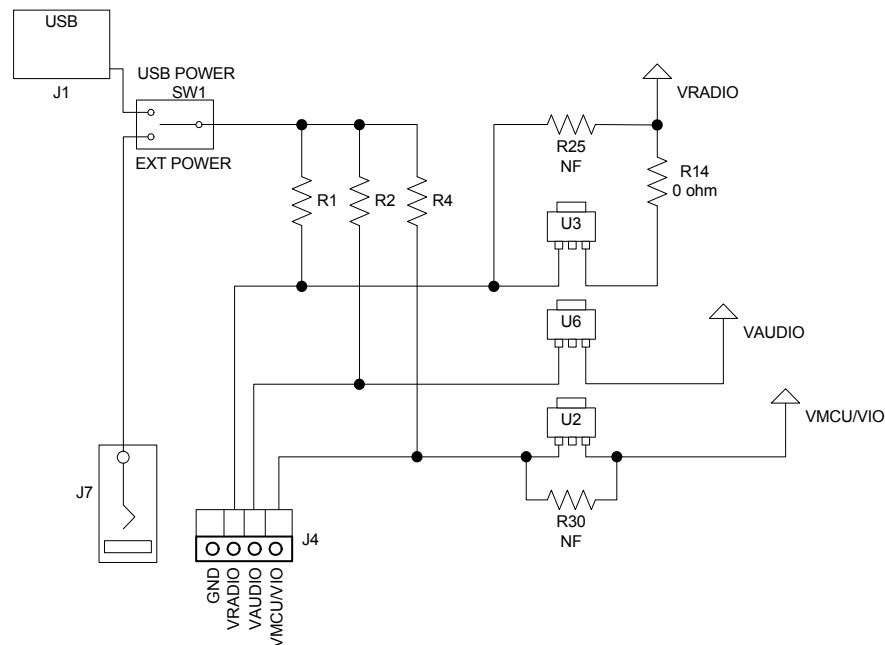 USB
J1
USB POWER
SW1
EXT POWER
VRADIO
R25
NF
R14
0 ohm
R1
R2
R4
U3
U6
VAUDIO
U2
VMCU/VIO
R30
NF
J7
J4
GND
VRADIO
VAUDIO
VMCU/VIO